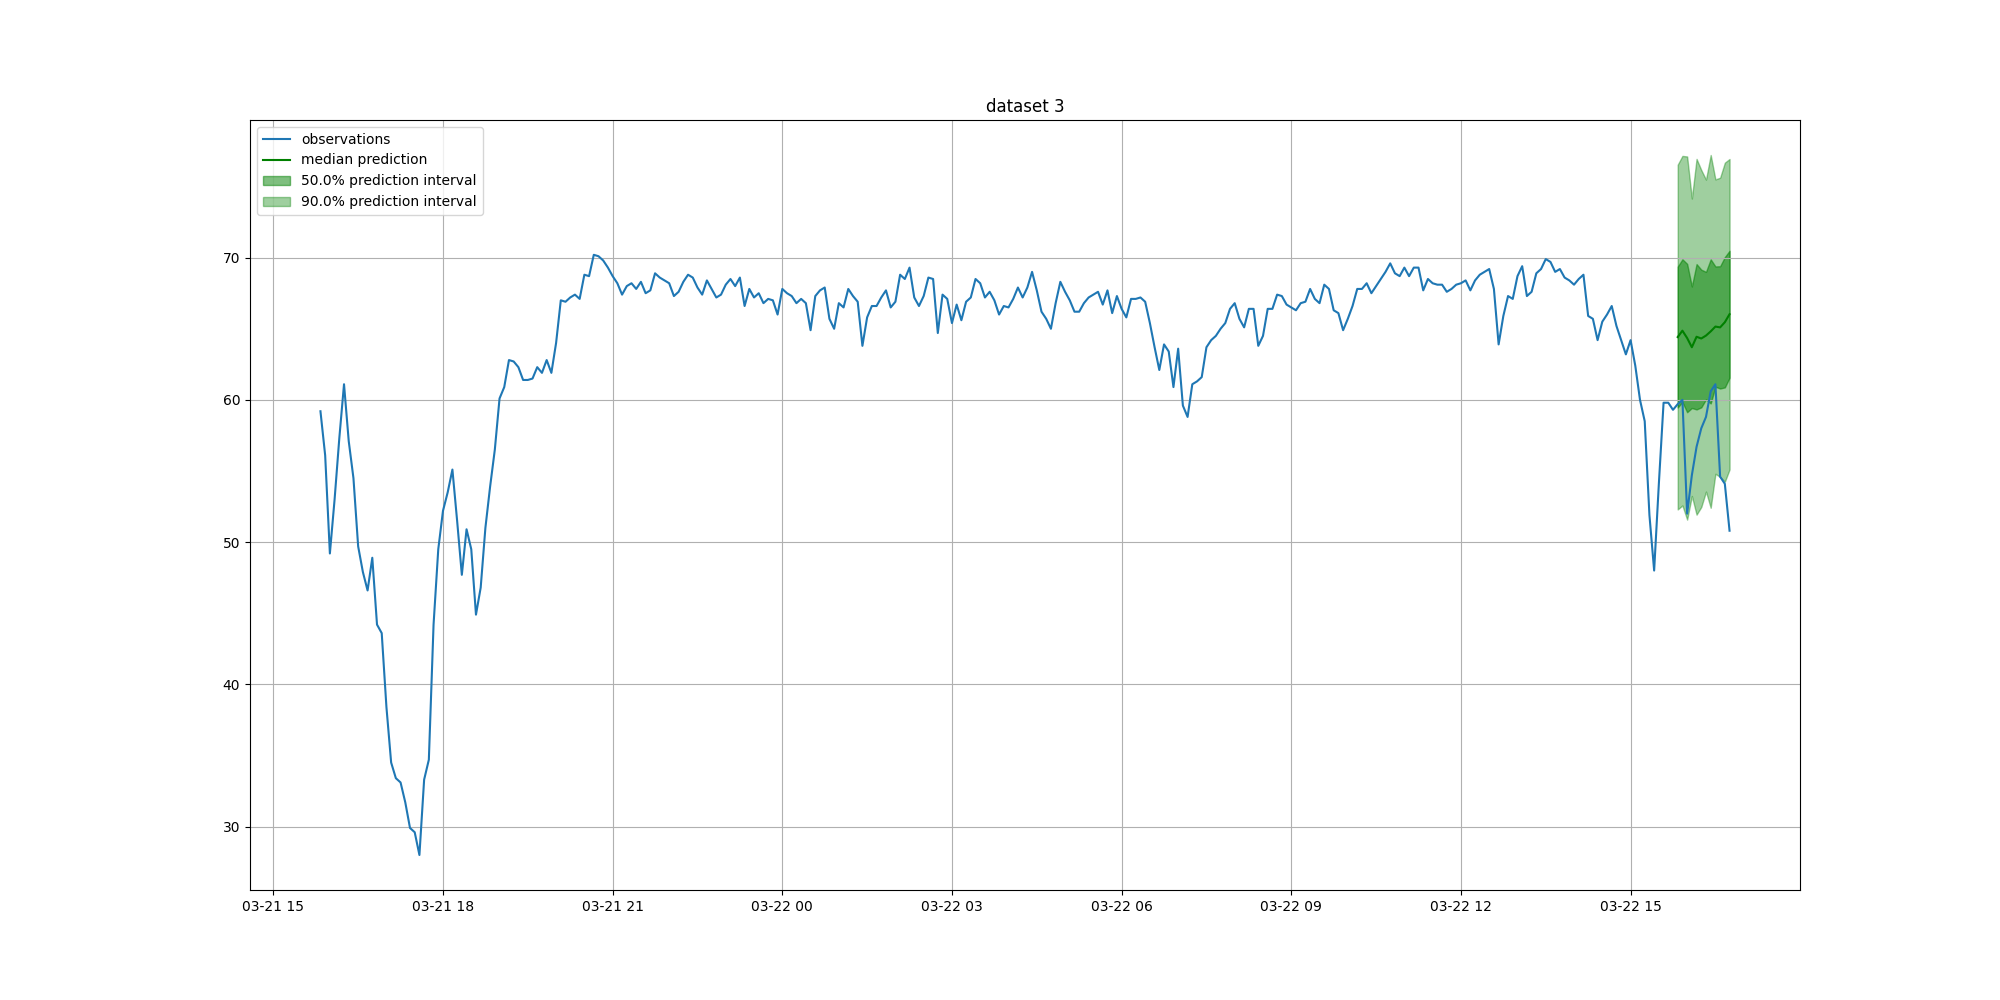 dataset 3
observations
median prediction
50.0% prediction interval
90.0% prediction interval
70
60
50
40
30
03-21 15
03-21 18
03-21 21
03-22 00
03-22 03
03-22 06
03-22 09
03-22 12
03-22 15